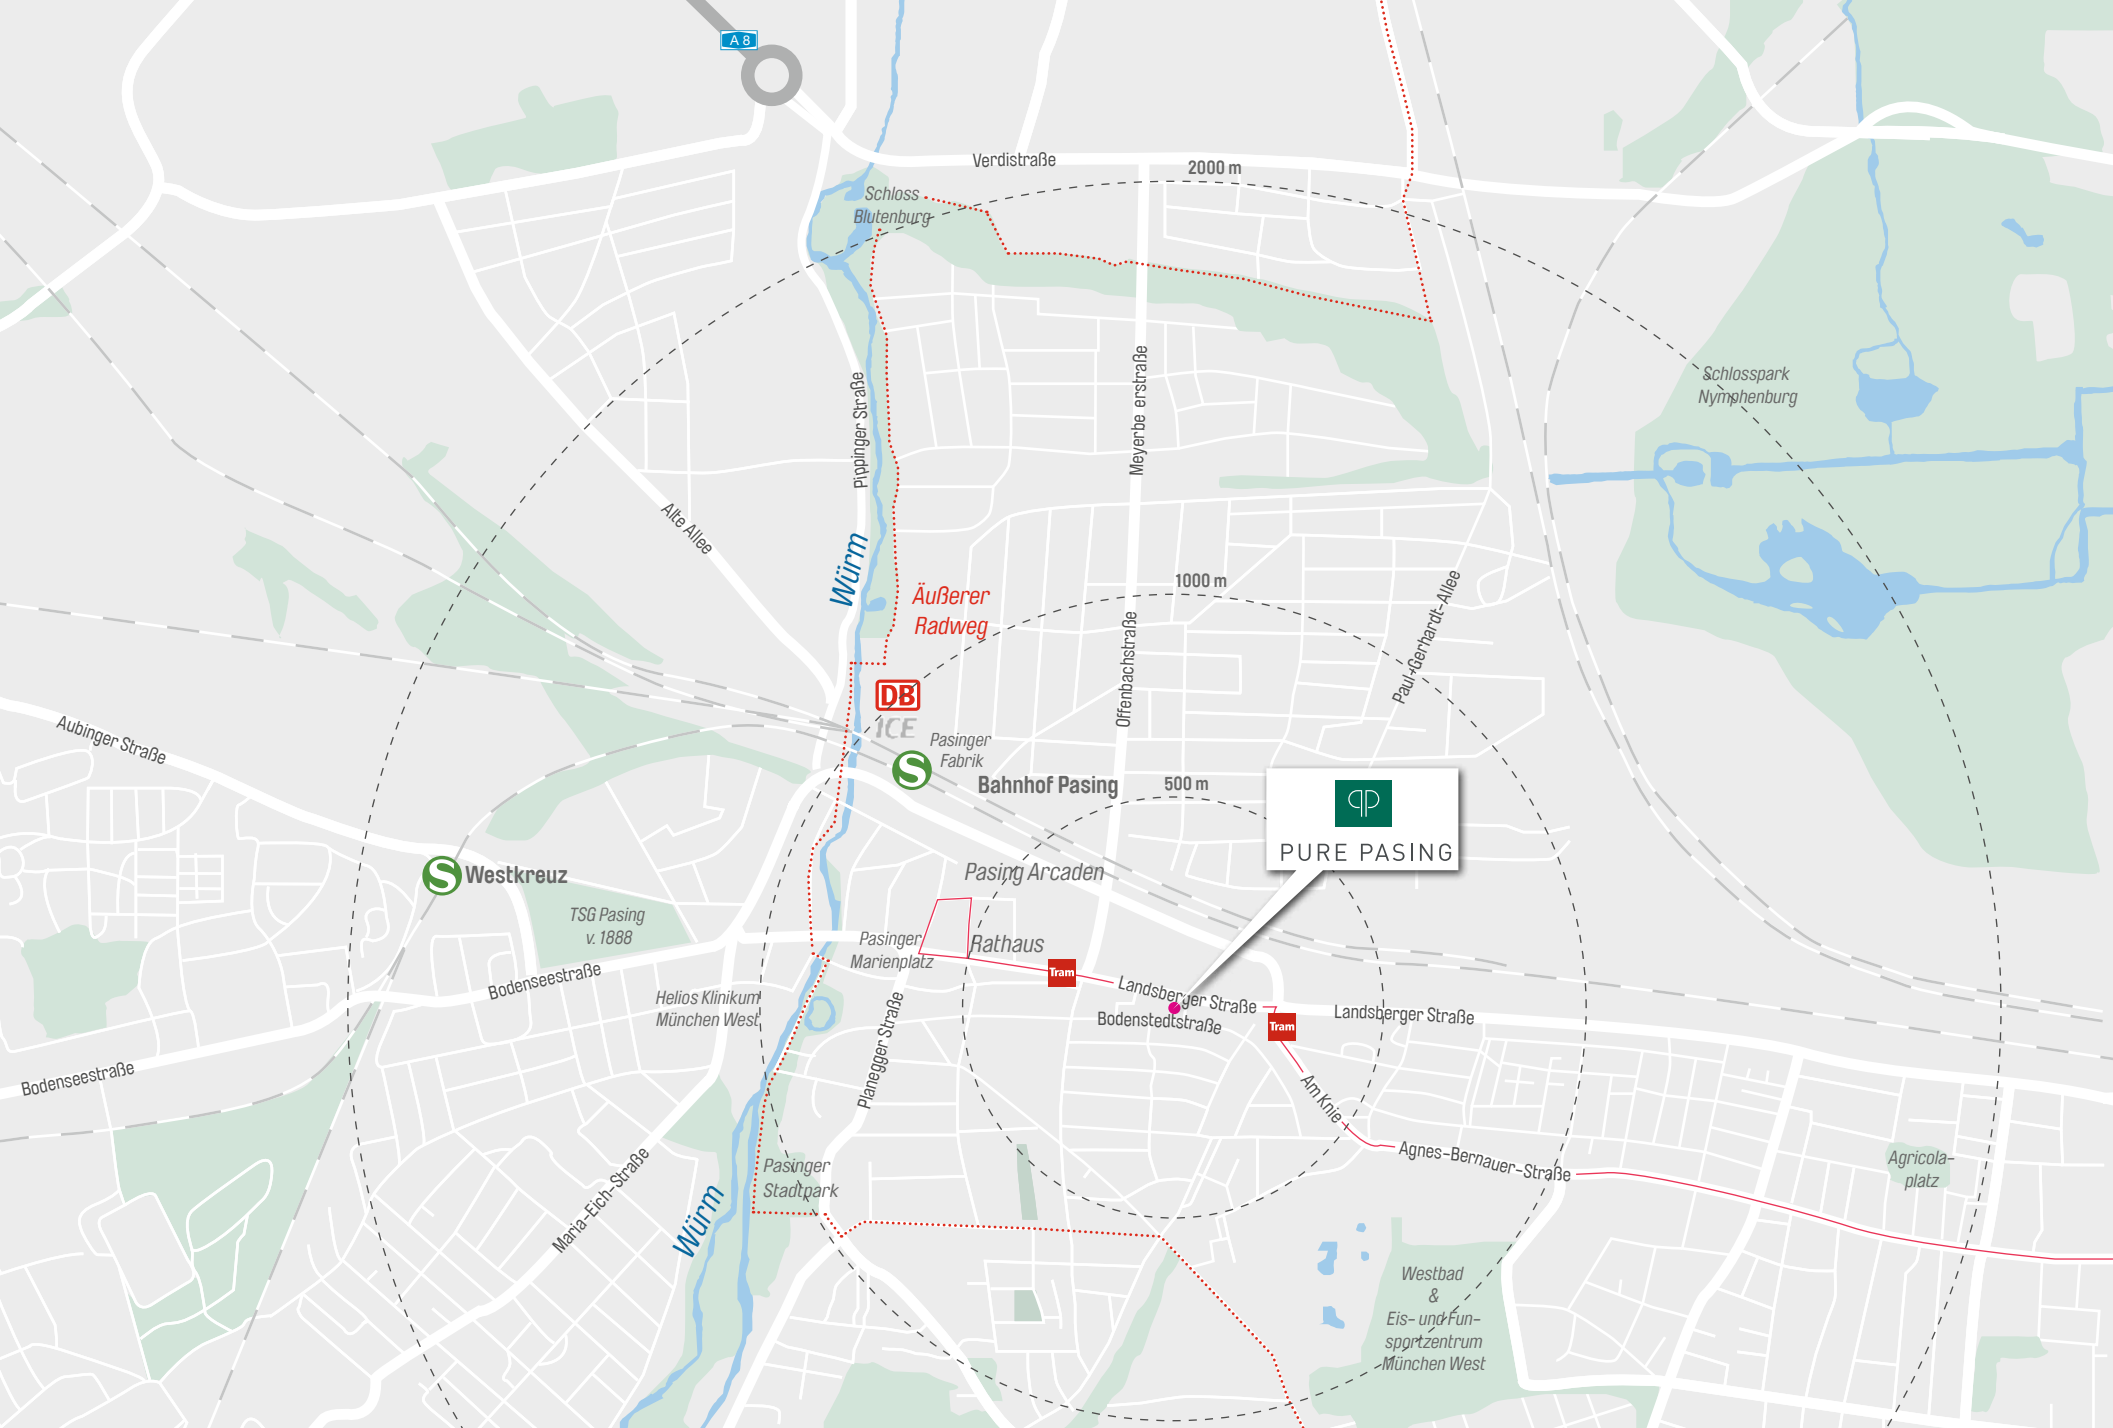 A 8
Verdistraße
2000 m
Schloss
Blutenburg
Schlosspark
Nymphenburg
Pippinger Straße
Meyerbe erstraße
Alte Allee
Würm
Äußerer
Radweg
1000 m
Offenbachstraße
Paul-Gerhardt-Allee
DB
ICE
Pasinger
Fabrik
S
Bahnhof Pasing
500 m
Aubinger Straße
PURE PASING
S Westkreuz
Pasing Arcaden
TSG Pasing
v. 1888
Pasinger
Marienplatz
Rathaus
Tram
Bodenseestraße
Landsberger Straße
Helios Klinikum
München West
Planegger Straße
Bodenstedtstraße
Tram
Landsberger Straße
Bodenseestraße
Am Knie
Agnes-Bernauer-Straße
Agricola-
platz
Maria-Eich-Straße
Pasinger
Stadtpark
Würm
Westbad
&
Eis- und Fun-
sportzentrum
München West